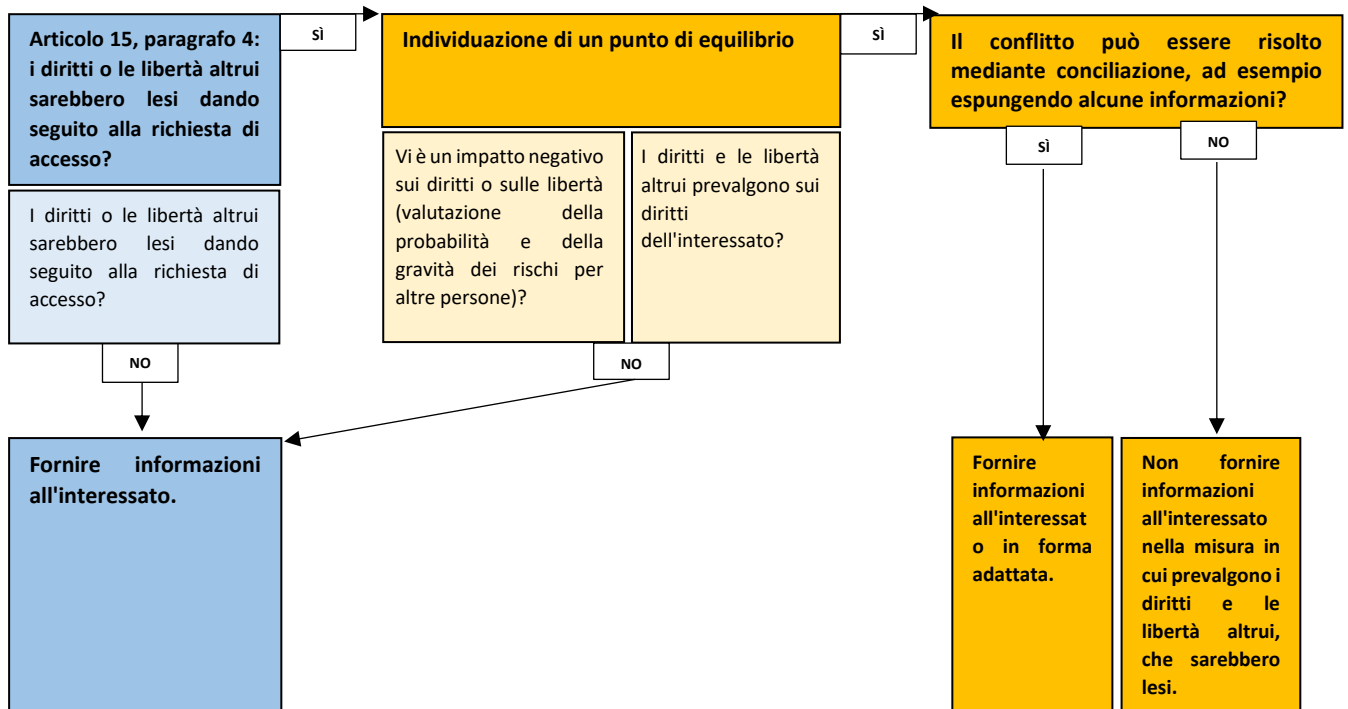 Articolo 15, paragrafo 4:
i diritti o le libertà altrui
sarebbero lesi dando
seguito alla richiesta di
accesso?
SÌ
Individuazione di un punto di equilibrio
SÌ
Il conflitto può essere risolto
mediante conciliazione, ad esempio
espungendo alcune informazioni?
I diritti o le libertà altrui
sarebbero lesi dando
seguito alla richiesta di
accesso?
Vi è un impatto negativo
sui diritti o sulle libertà
(valutazione della
probabilità e della
gravità dei rischi per
altre persone)?
I diritti e le libertà
altrui prevalgono sui
diritti
dell'interessato?
SÌ
NO
NO
NO
Fornire informazioni
all'interessato.
Fornire
informazioni
all'interessat
o in forma
adattata.
Non fornire
informazioni
all'interessato
nella misura in
cui prevalgono i
diritti e le
libertà altrui,
che sarebbero
lesi.